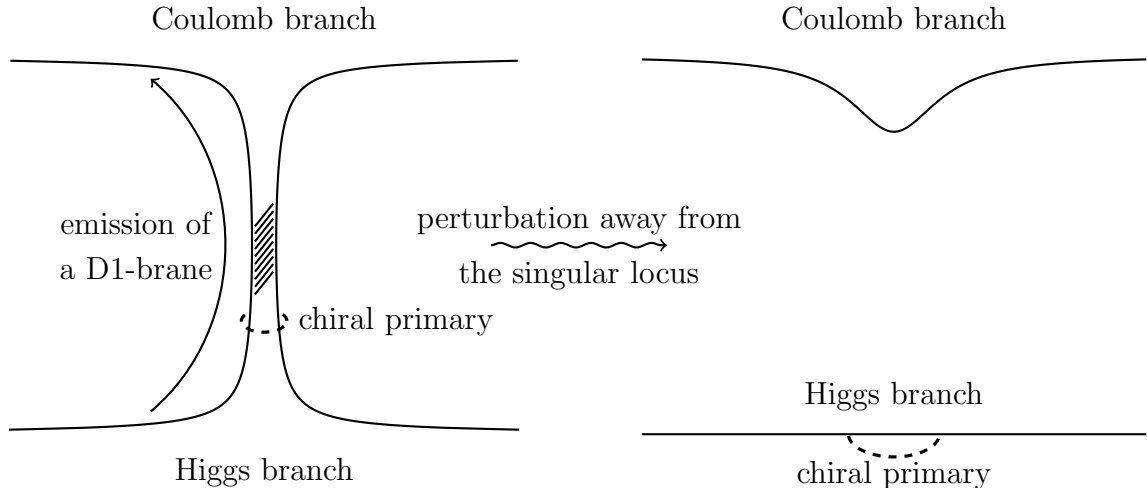 Coulomb branch
emission of
a D1-brane
chiral primary
Higgs branch
perturbation away from
the singular locus
Coulomb branch
Higgs branch
chiral primary